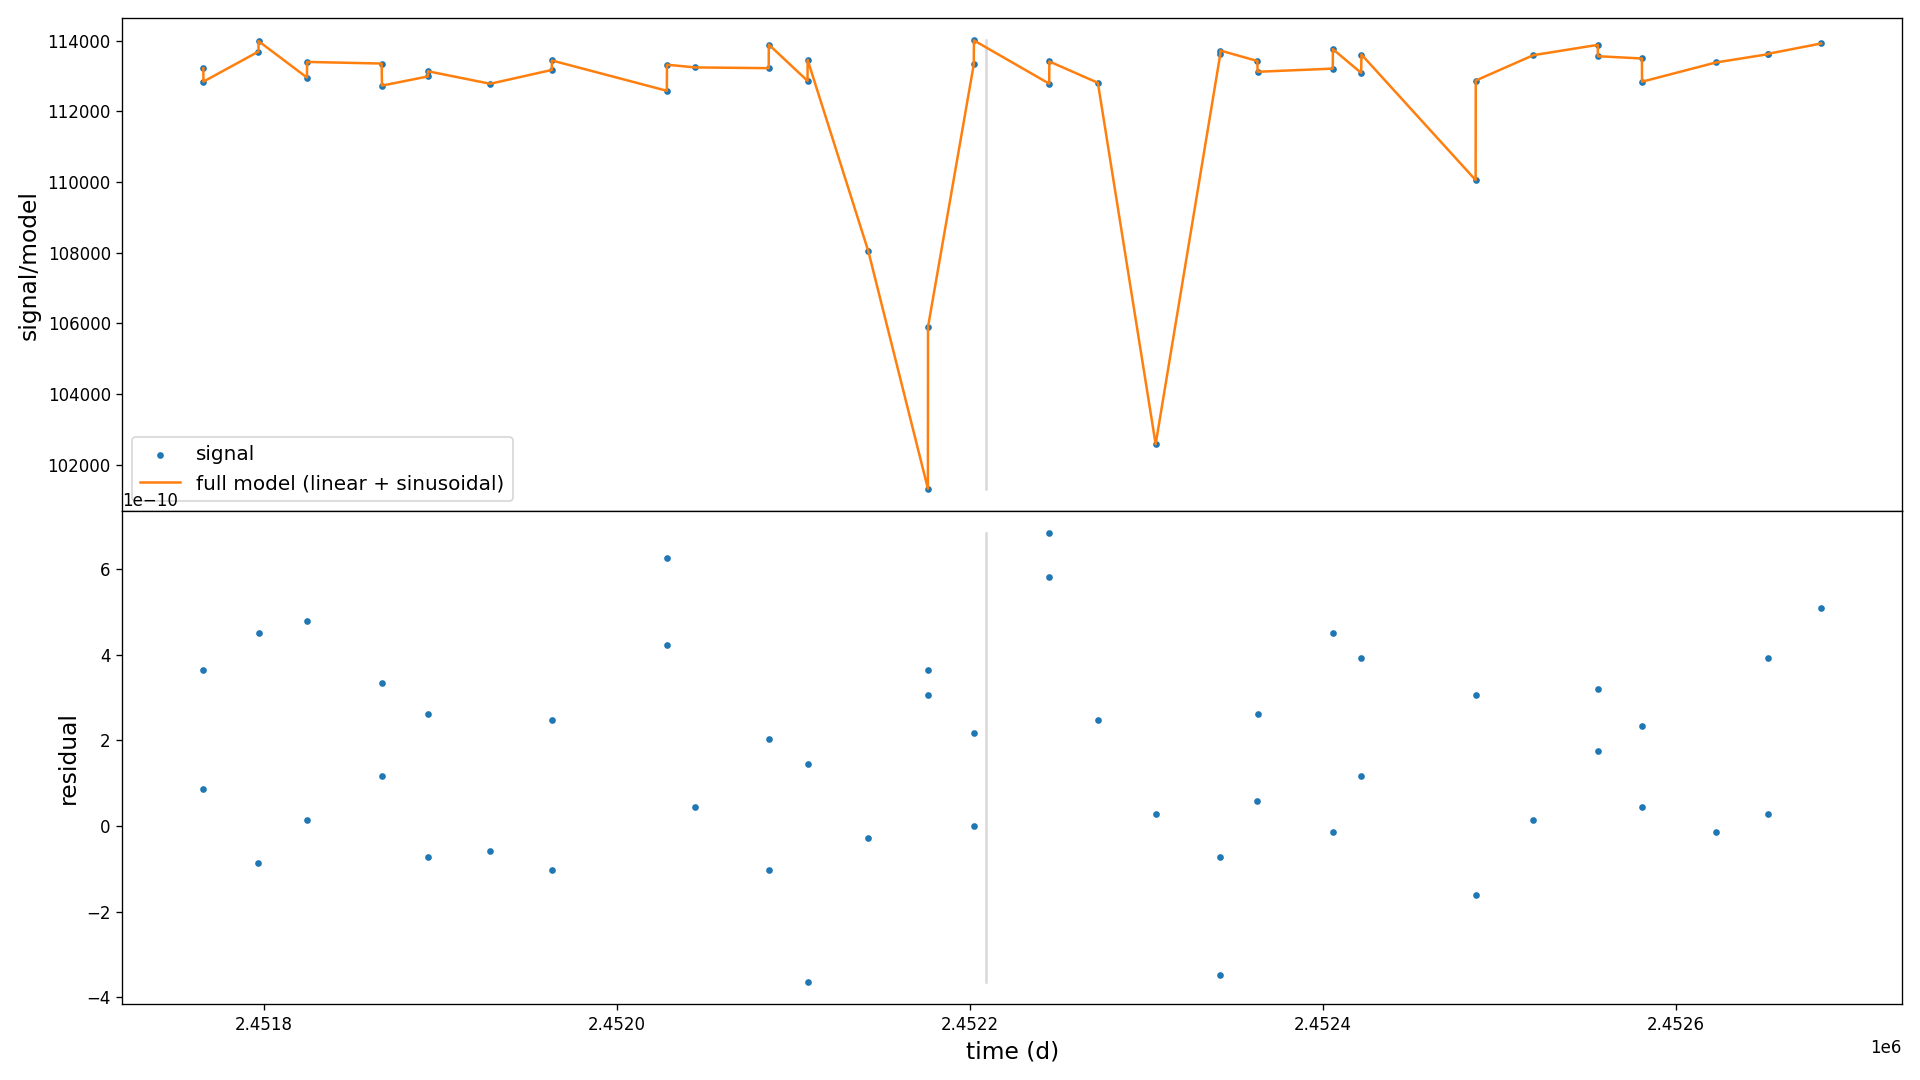 114000
112000
110000
108000
106000
104000
102000
signal/model
signal
full model (linear + sinusoidal)
1e−10
6
4
2
0
−2
−4
residual
2.4518
2.4520
2.4522
2.4524
2.4526
time (d)
1e6